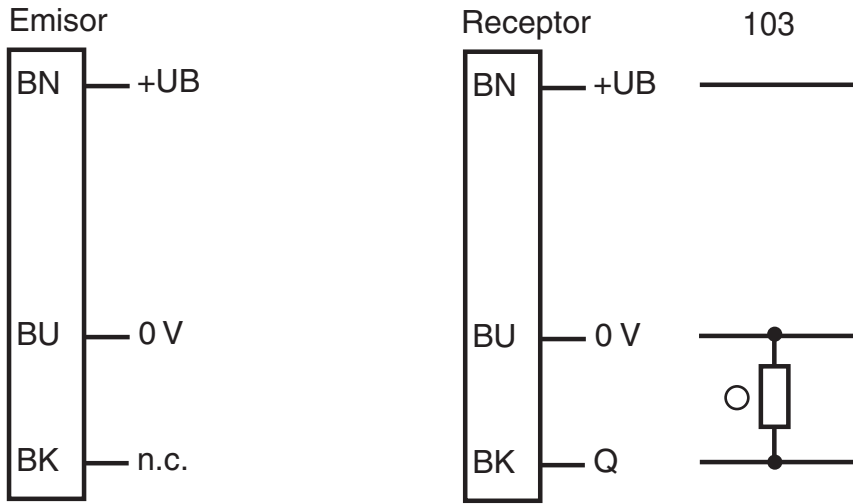 Emisor
BN +UB
BU 0 V
BK n.c.
Receptor
BN +UB
BU 0 V
BK Q
103